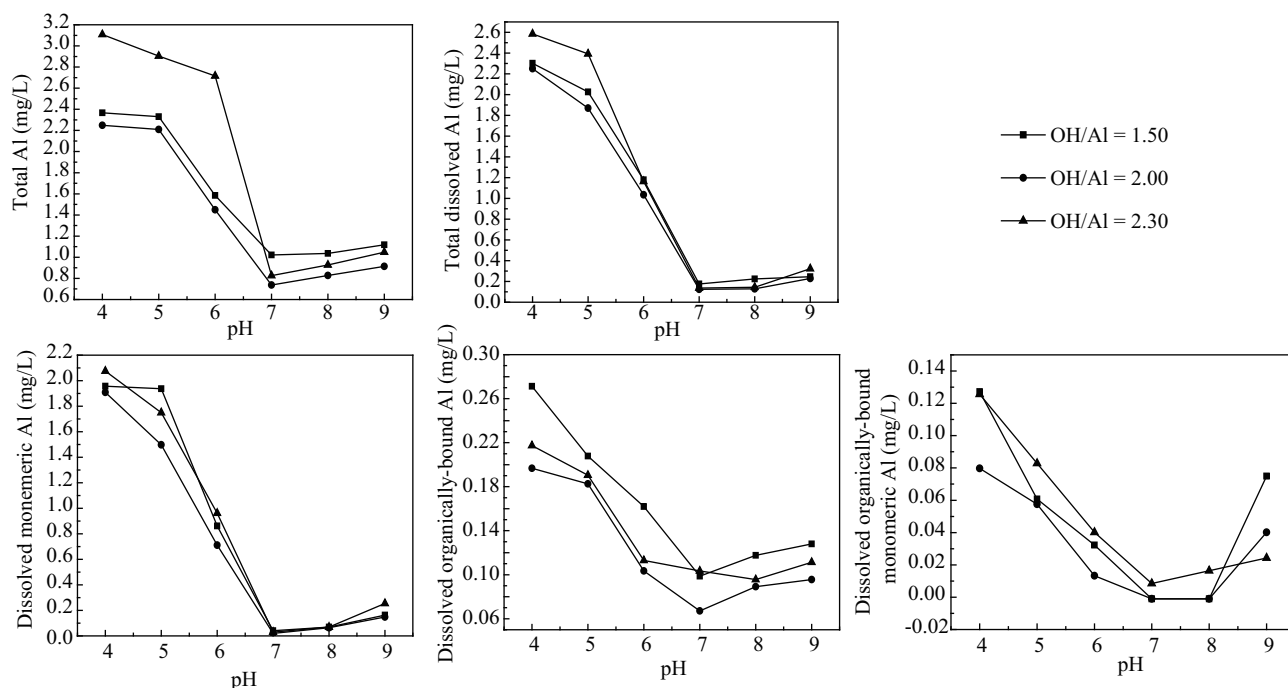 Total Al (mg/L)
3.2
3.0
2.8
2.6
2.4
2.2
2.0
1.8
1.6
1.4
1.2
1.0
0.8
0.6
4 5 6 7 8 9
pH
Total dissolved Al (mg/L)
2.6
2.4
2.2
2.0
1.8
1.6
1.4
1.2
1.0
0.8
0.6
0.4
0.2
0.0
4 5 6 7 8 9
pH
OH/Al = 1.50
OH/Al = 2.00
OH/Al = 2.30
Dissolved monemeric Al (mg/L)
2.2
2.0
1.8
1.6
1.4
1.2
1.0
0.8
0.6
0.4
0.2
0.0
4 5 6 7 8 9
pH
Dissolved organically-bound Al (mg/L)
0.30
0.26
0.22
0.18
0.14
0.10
0.06
4 5 6 7 8 9
pH
Dissolved organically-bound
monomeric Al (mg/L)
0.14
0.12
0.10
0.08
0.06
0.04
0.02
0.00
-0.02
4 5 6 7 8 9
pH